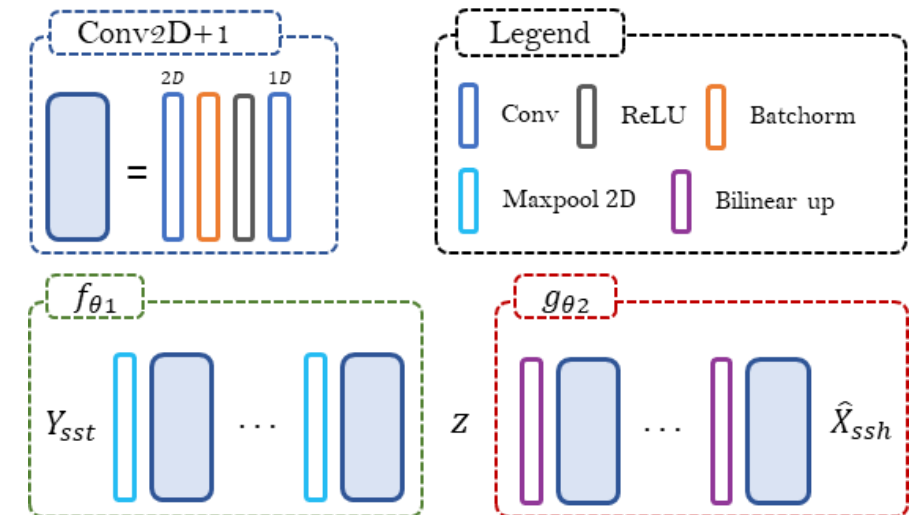 Conv2D+1
2D 1D
=
Legend
Conv ReLU Batchorm
Maxpool 2D Bilinear up
f_{θ1}
Y_{sst} ... z
g_{θ2}
... X̂_{ssh}